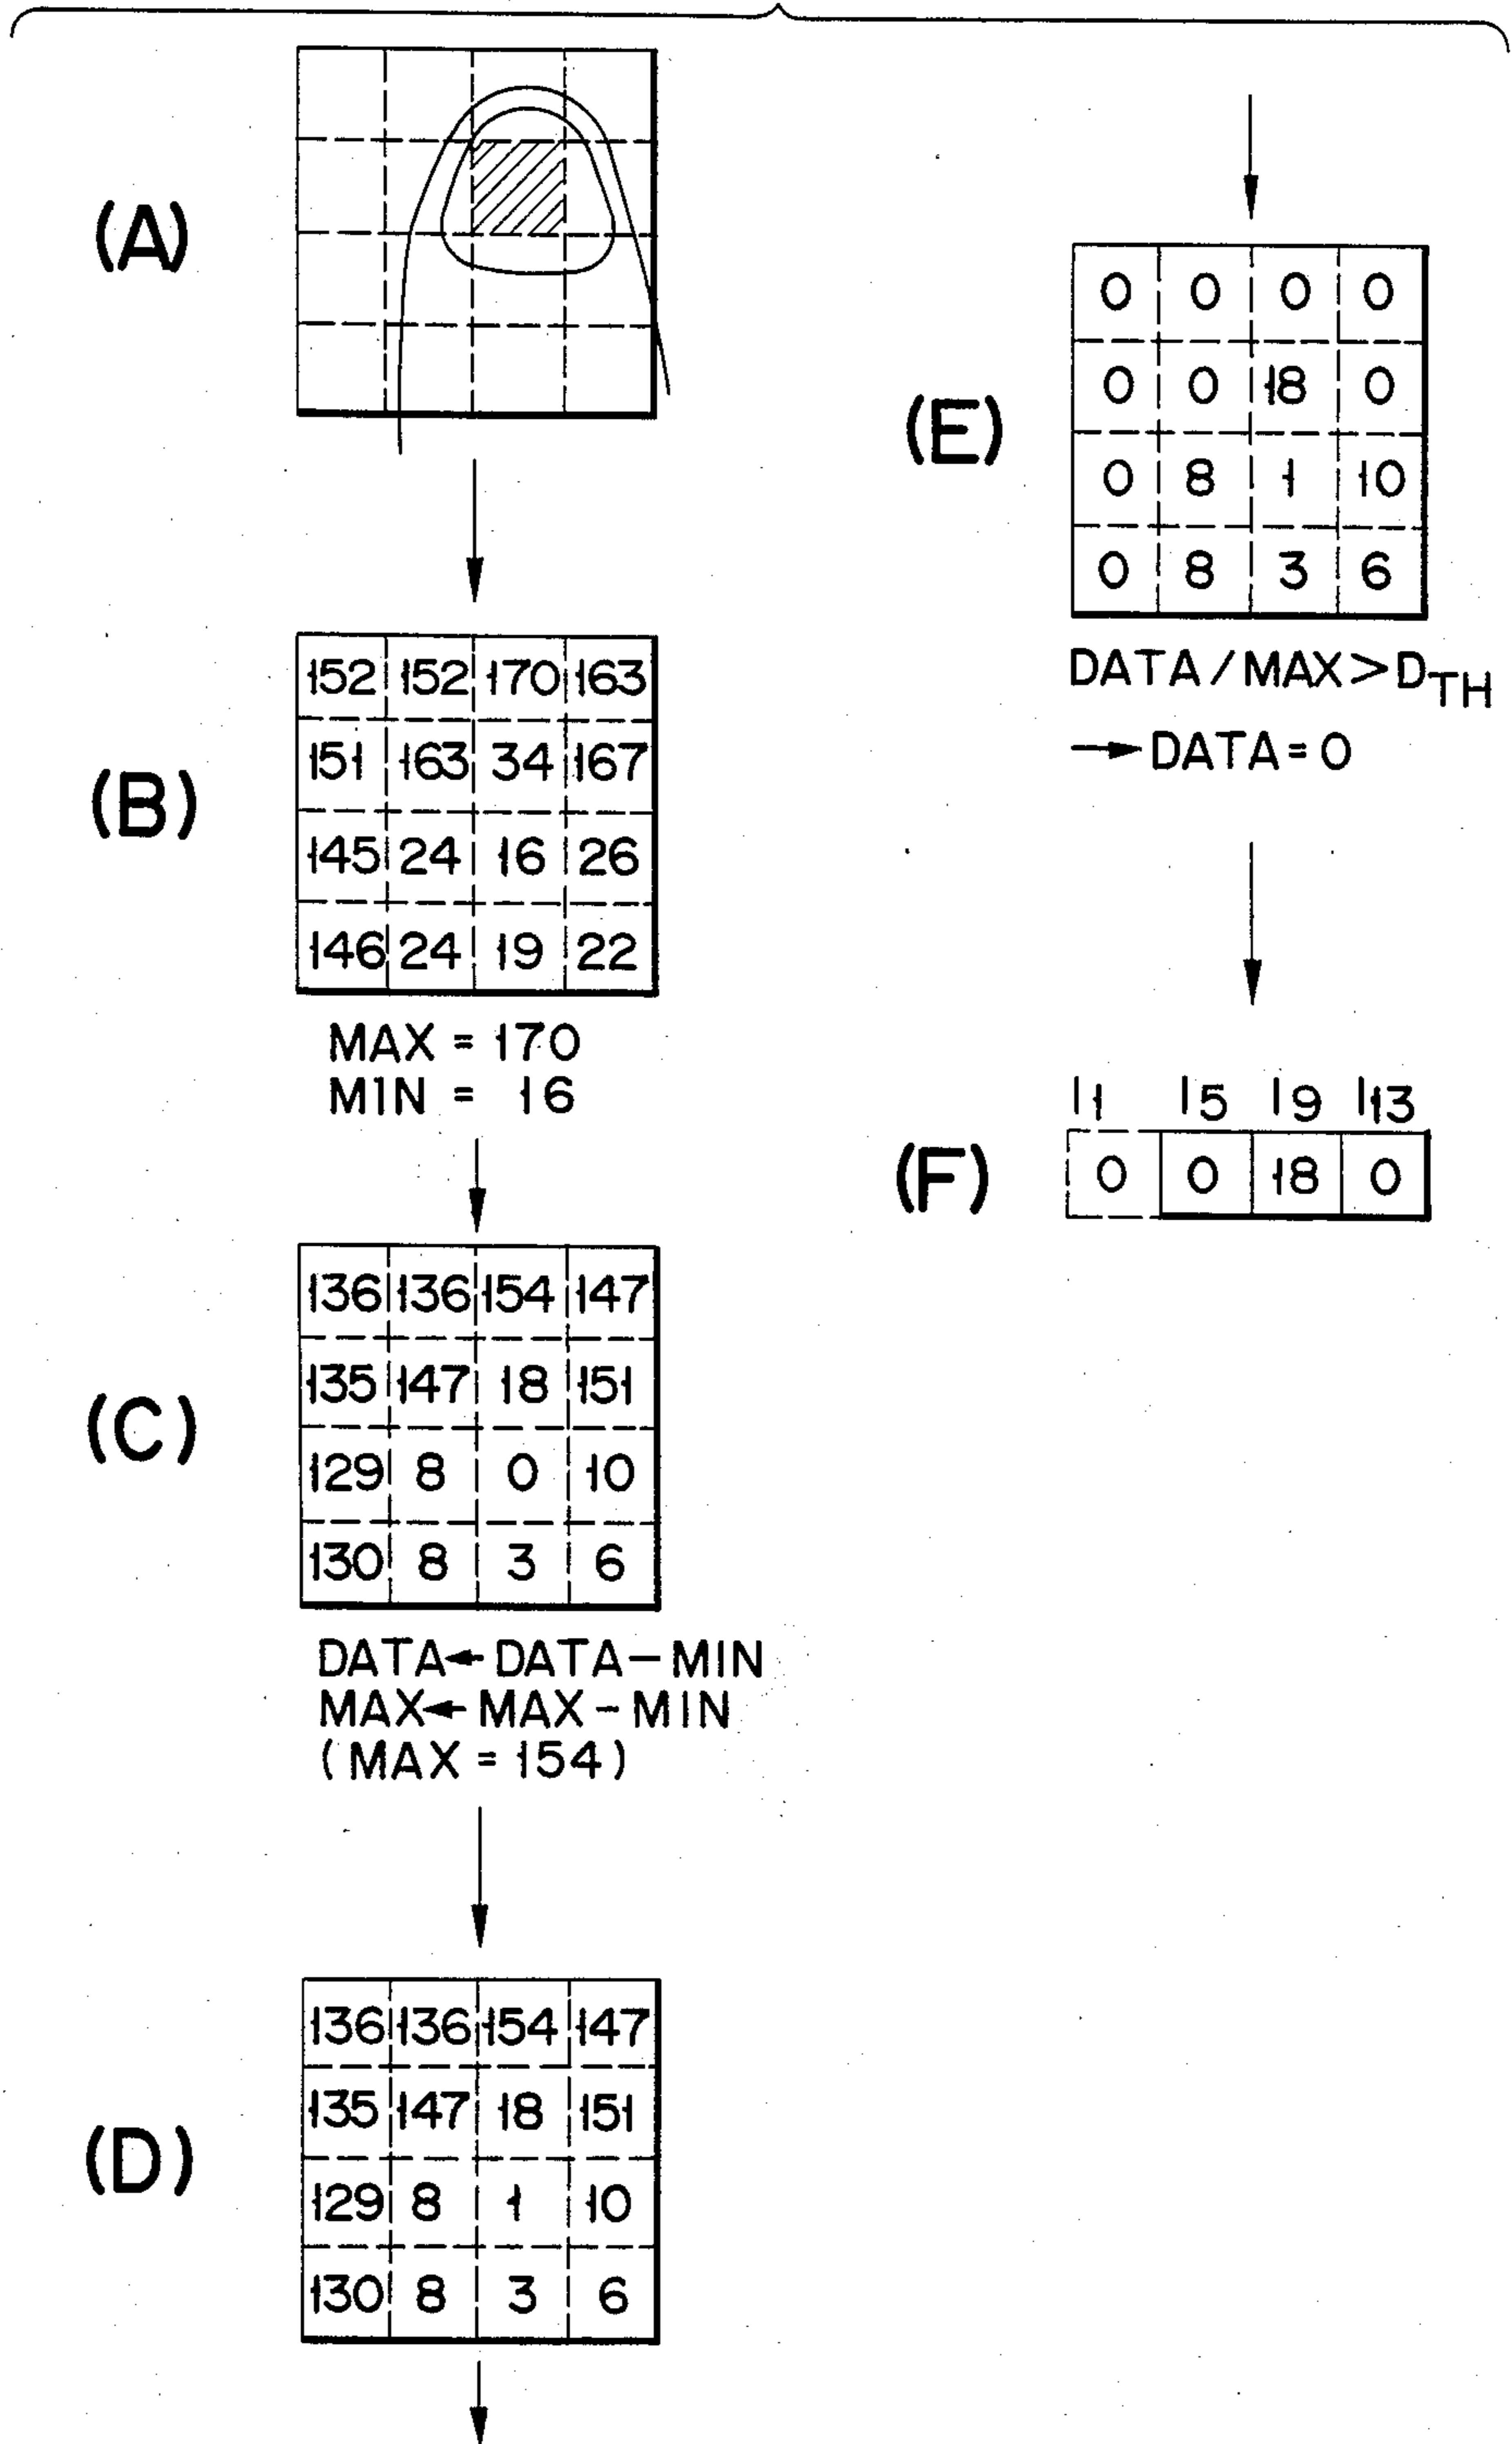 (A)
(B)
152 152 170 163
151 163 34 167
145 24 16 26
146 24 19 22
MAX = 170
MIN = 16
(C)
136 136 154 147
135 147 18 151
129 8 0 10
130 8 3 6
DATA←DATA-MIN
MAX←MAX-MIN
(MAX=154)
(D)
136 136 154 147
135 147 18 151
129 8 1 10
130 8 3 6
(E)
0 0 0 0
0 0 18 0
0 8 1 10
0 8 3 6
DATA/MAX>DTH
→DATA=0
(F)
I1 I5 I9 I13
0 0 18 0